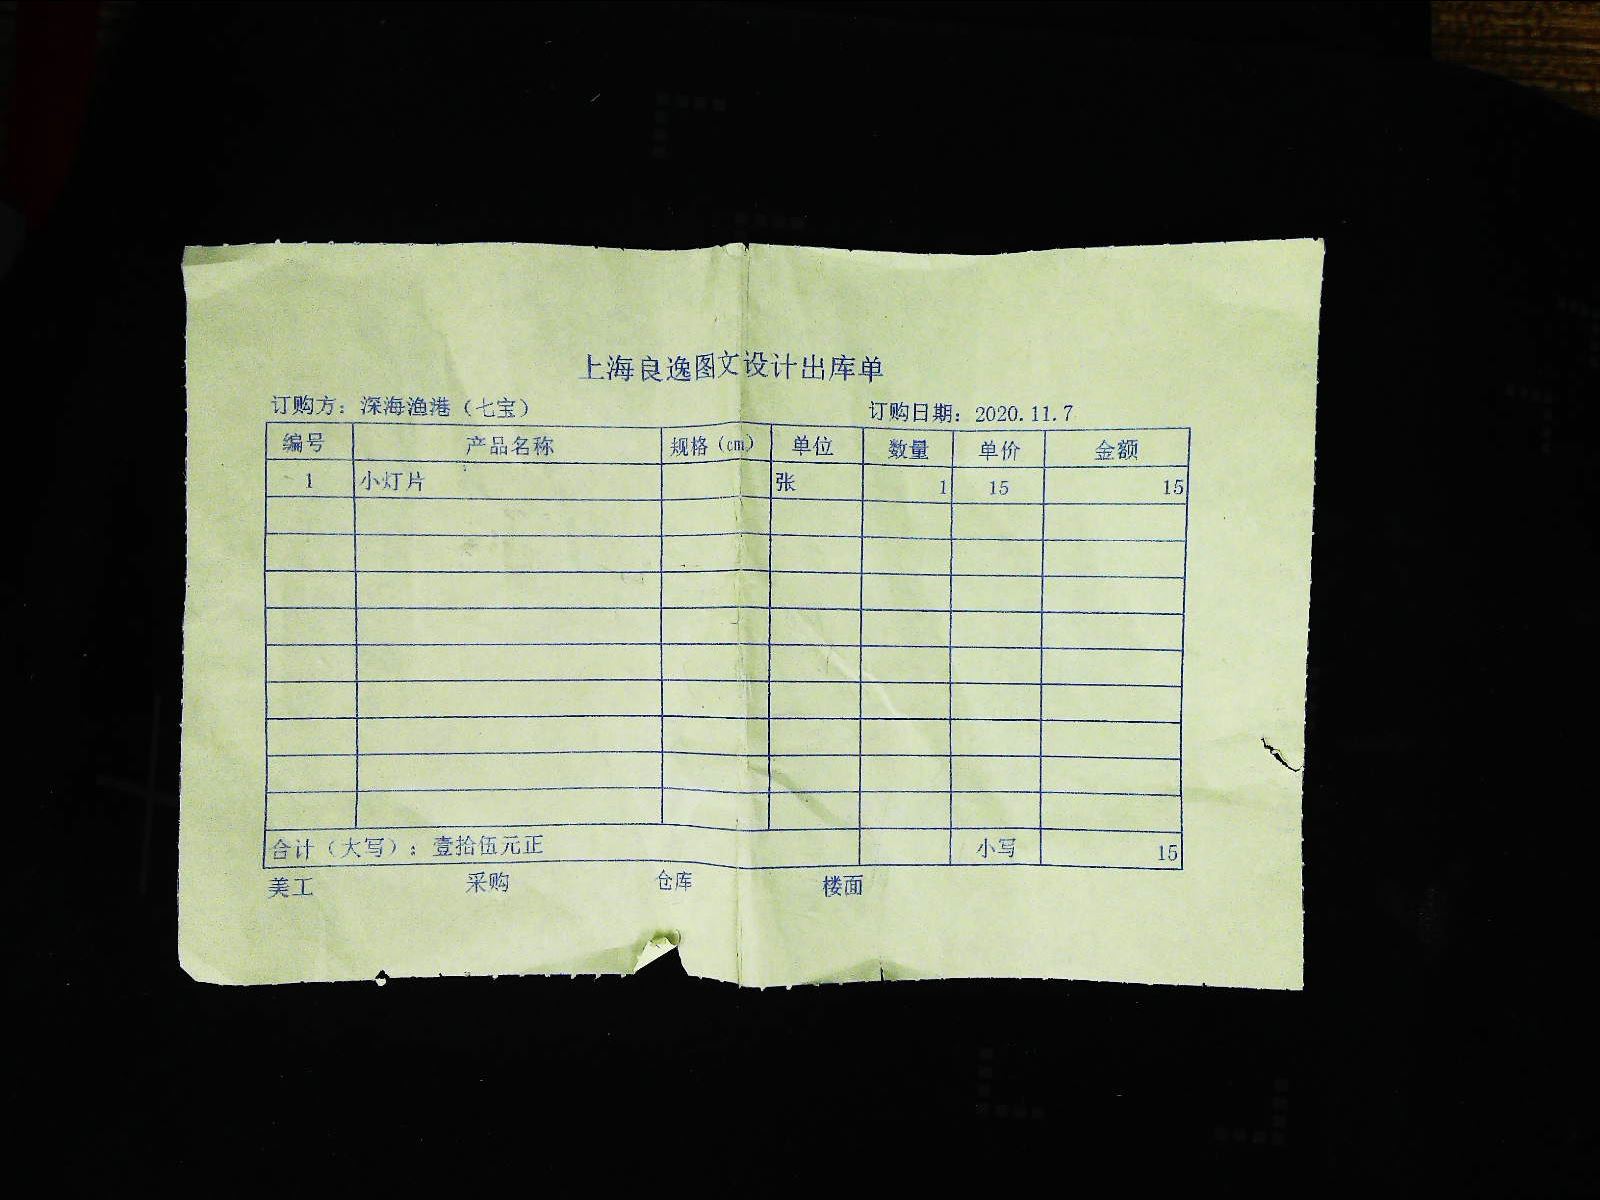 上海良逸图文设计出库单
订购方：深海渔港（七宝） 订购日期：2020.11.7
编号 产品名称 规格（cm） 单位 数量 单价 金额
1 小灯片 张 1 15 15
合计（大写）：壹拾伍元正 小写 15
美工 采购 仓库 楼面